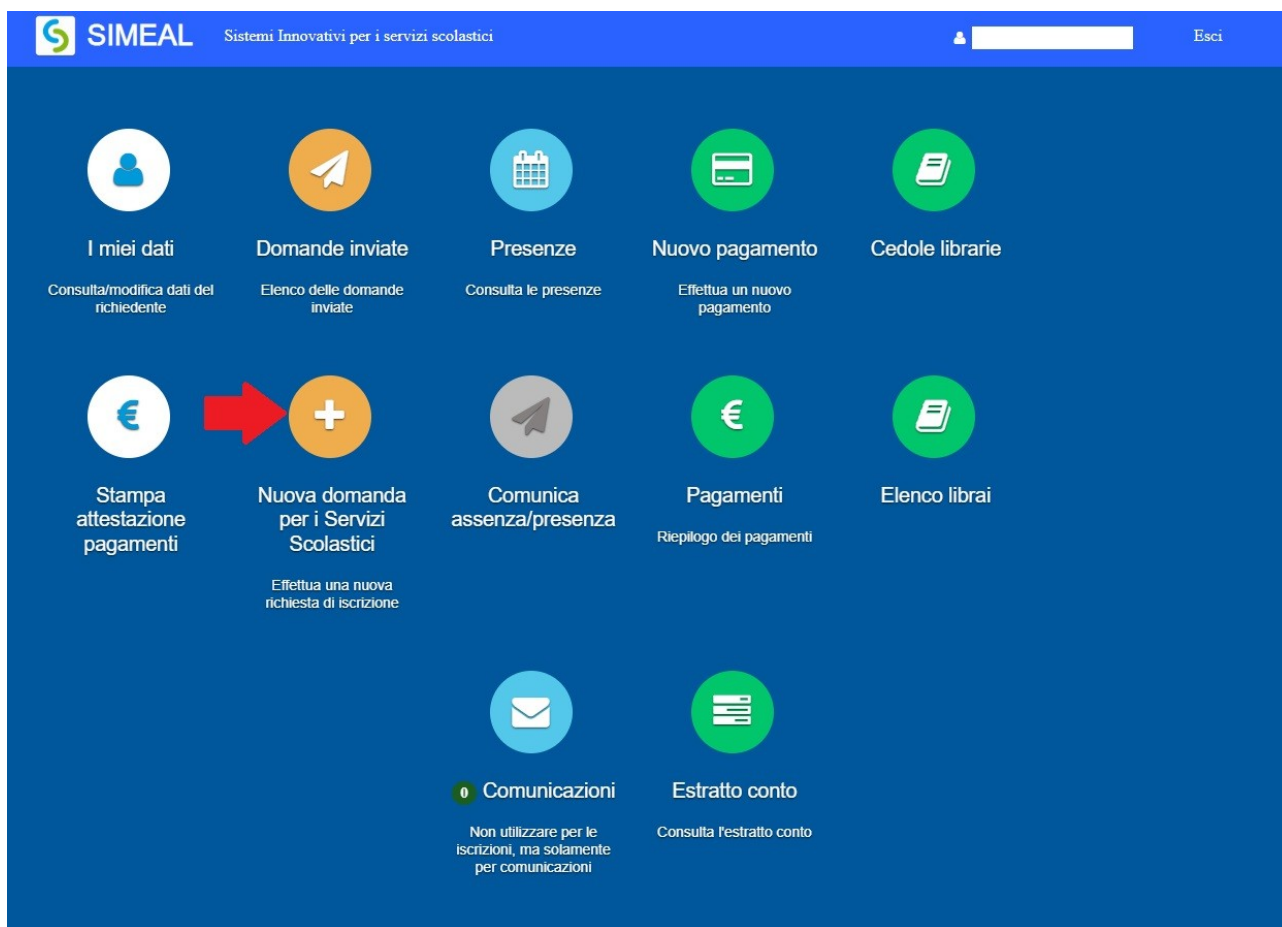 SIMEAL
Sistemi Innovativi per i servizi scolastici
Esci
I miei dati
Consulta/modifica dati del
richiedente
Domande inviate
Elenco delle domande
inviate
Presenze
Consulta le presenze
Nuovo pagamento
Effettua un nuovo
pagamento
Cedole librarie
€
Stampa
attestazione
pagamenti
Nuova domanda
per i Servizi
Scolastici
Effettua una nuova
richiesta di iscrizione
Comunica
assenza/presenza
€
Pagamenti
Riepilogo dei pagamenti
Elenco librai
0 Comunicazioni
Non utilizzare per le
iscrizioni, ma solamente
per comunicazioni
Estratto conto
Consulta l'estratto conto